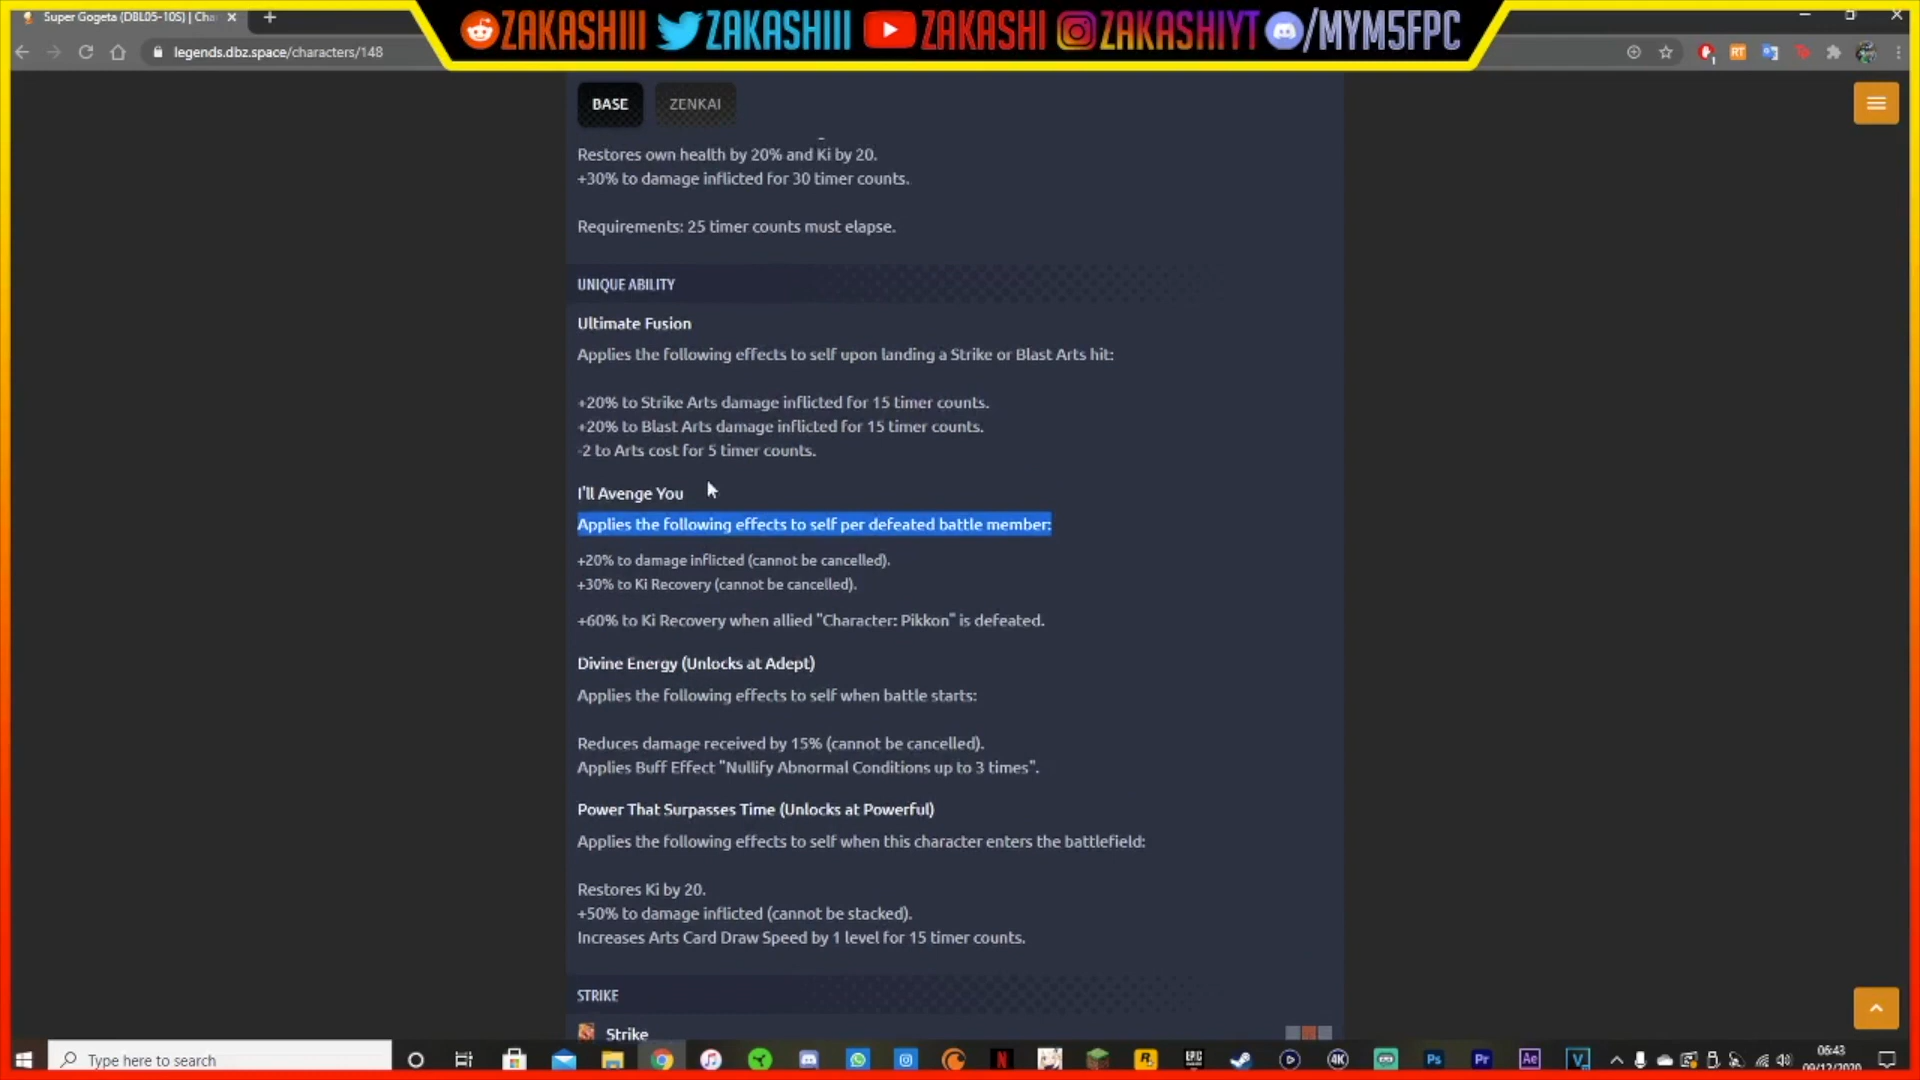 Super Gogeta (DBL05-10S) | Cha
ZAKASHIII ZAKASHIII ZAKASHI ZAKASHIYT /MYM5FPC
legends.dbz.space/characters/148
BASE ZENKAI
Restores own health by 20% and Ki by 20.
+30% to damage inflicted for 30 timer counts.
Requirements: 25 timer counts must elapse.
UNIQUE ABILITY
Ultimate Fusion
Applies the following effects to self upon landing a Strike or Blast Arts hit:
+20% to Strike Arts damage inflicted for 15 timer counts.
+20% to Blast Arts damage inflicted for 15 timer counts.
-2 to Arts cost for 5 timer counts.
I'll Avenge You
Applies the following effects to self per defeated battle member:
+20% to damage inflicted (cannot be cancelled).
+30% to Ki Recovery (cannot be cancelled).
+60% to Ki Recovery when allied "Character: Pikkon" is defeated.
Divine Energy (Unlocks at Adept)
Applies the following effects to self when battle starts:
Reduces damage received by 15% (cannot be cancelled).
Applies Buff Effect "Nullify Abnormal Conditions up to 3 times".
Power That Surpasses Time (Unlocks at Powerful)
Applies the following effects to self when this character enters the battlefield:
Restores Ki by 20.
+50% to damage inflicted (cannot be stacked).
Increases Arts Card Draw Speed by 1 level for 15 timer counts.
STRIKE
Strike
Type here to search
06:43
09/12/2020